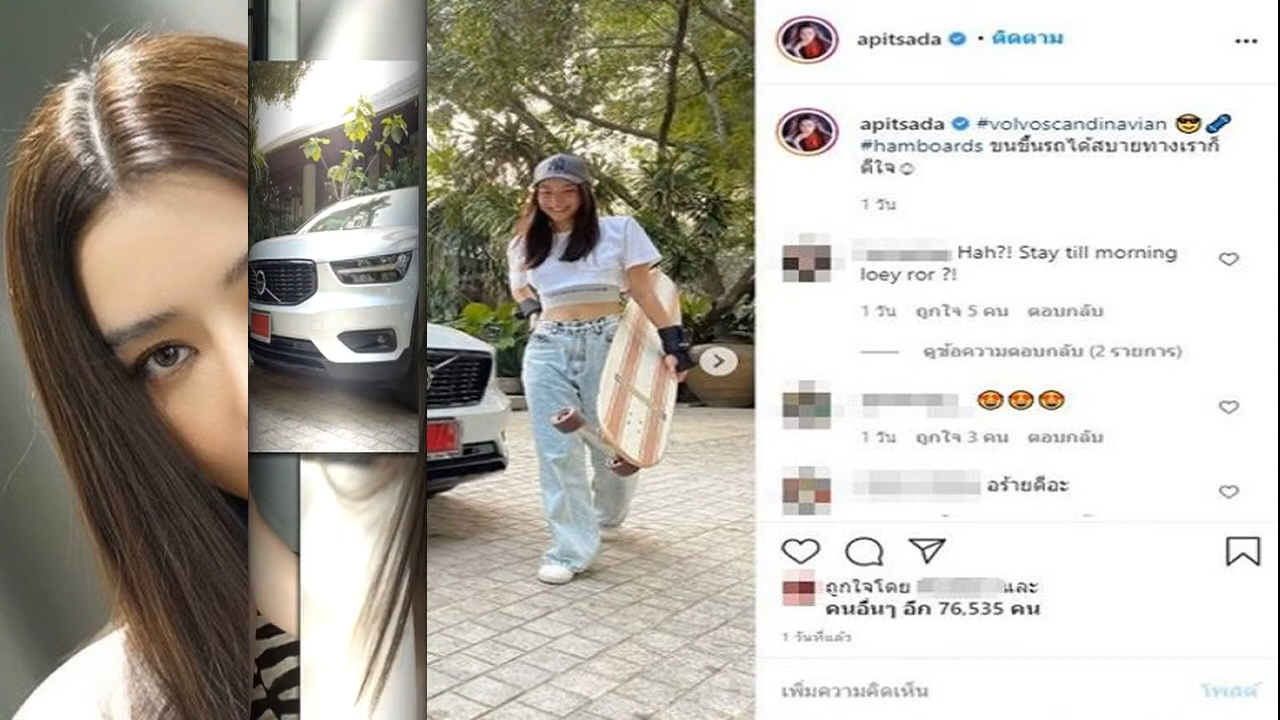 apitsada • ติดตาม
apitsada #volvoscandinavian
#hamboards ขนขึ้นรถได้สบายทางเราก็
ดีใจ☺
1 วัน
Hah?! Stay till morning
loey ror ?!
1 วัน ถูกใจ 5 คน ตอบกลับ
ดูข้อความตอบกลับ (2 รายการ)
1 วัน ถูกใจ 3 คน ตอบกลับ
อร้ายดีอะ
ถูกใจโดย และ
คนอื่นๆ อีก 76,535 คน
1 วันที่แล้ว
เพิ่มความคิดเห็น โพสต์